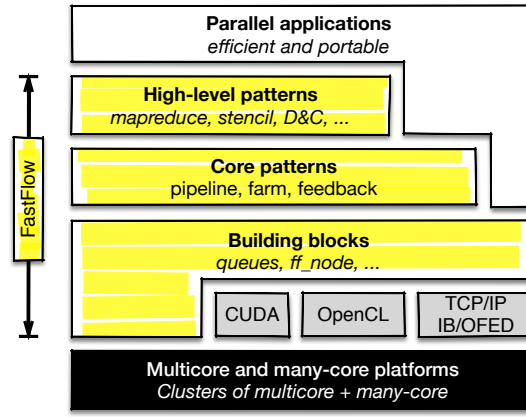 Parallel applications
efficient and portable
High-level patterns
mapreduce, stencil, D&C, ...
Core patterns
pipeline, farm, feedback
FastFlow
Building blocks
queues, ff_node, ...
CUDA
OpenCL
TCP/IP
IB/OFED
Multicore and many-core platforms
Clusters of multicore + many-core